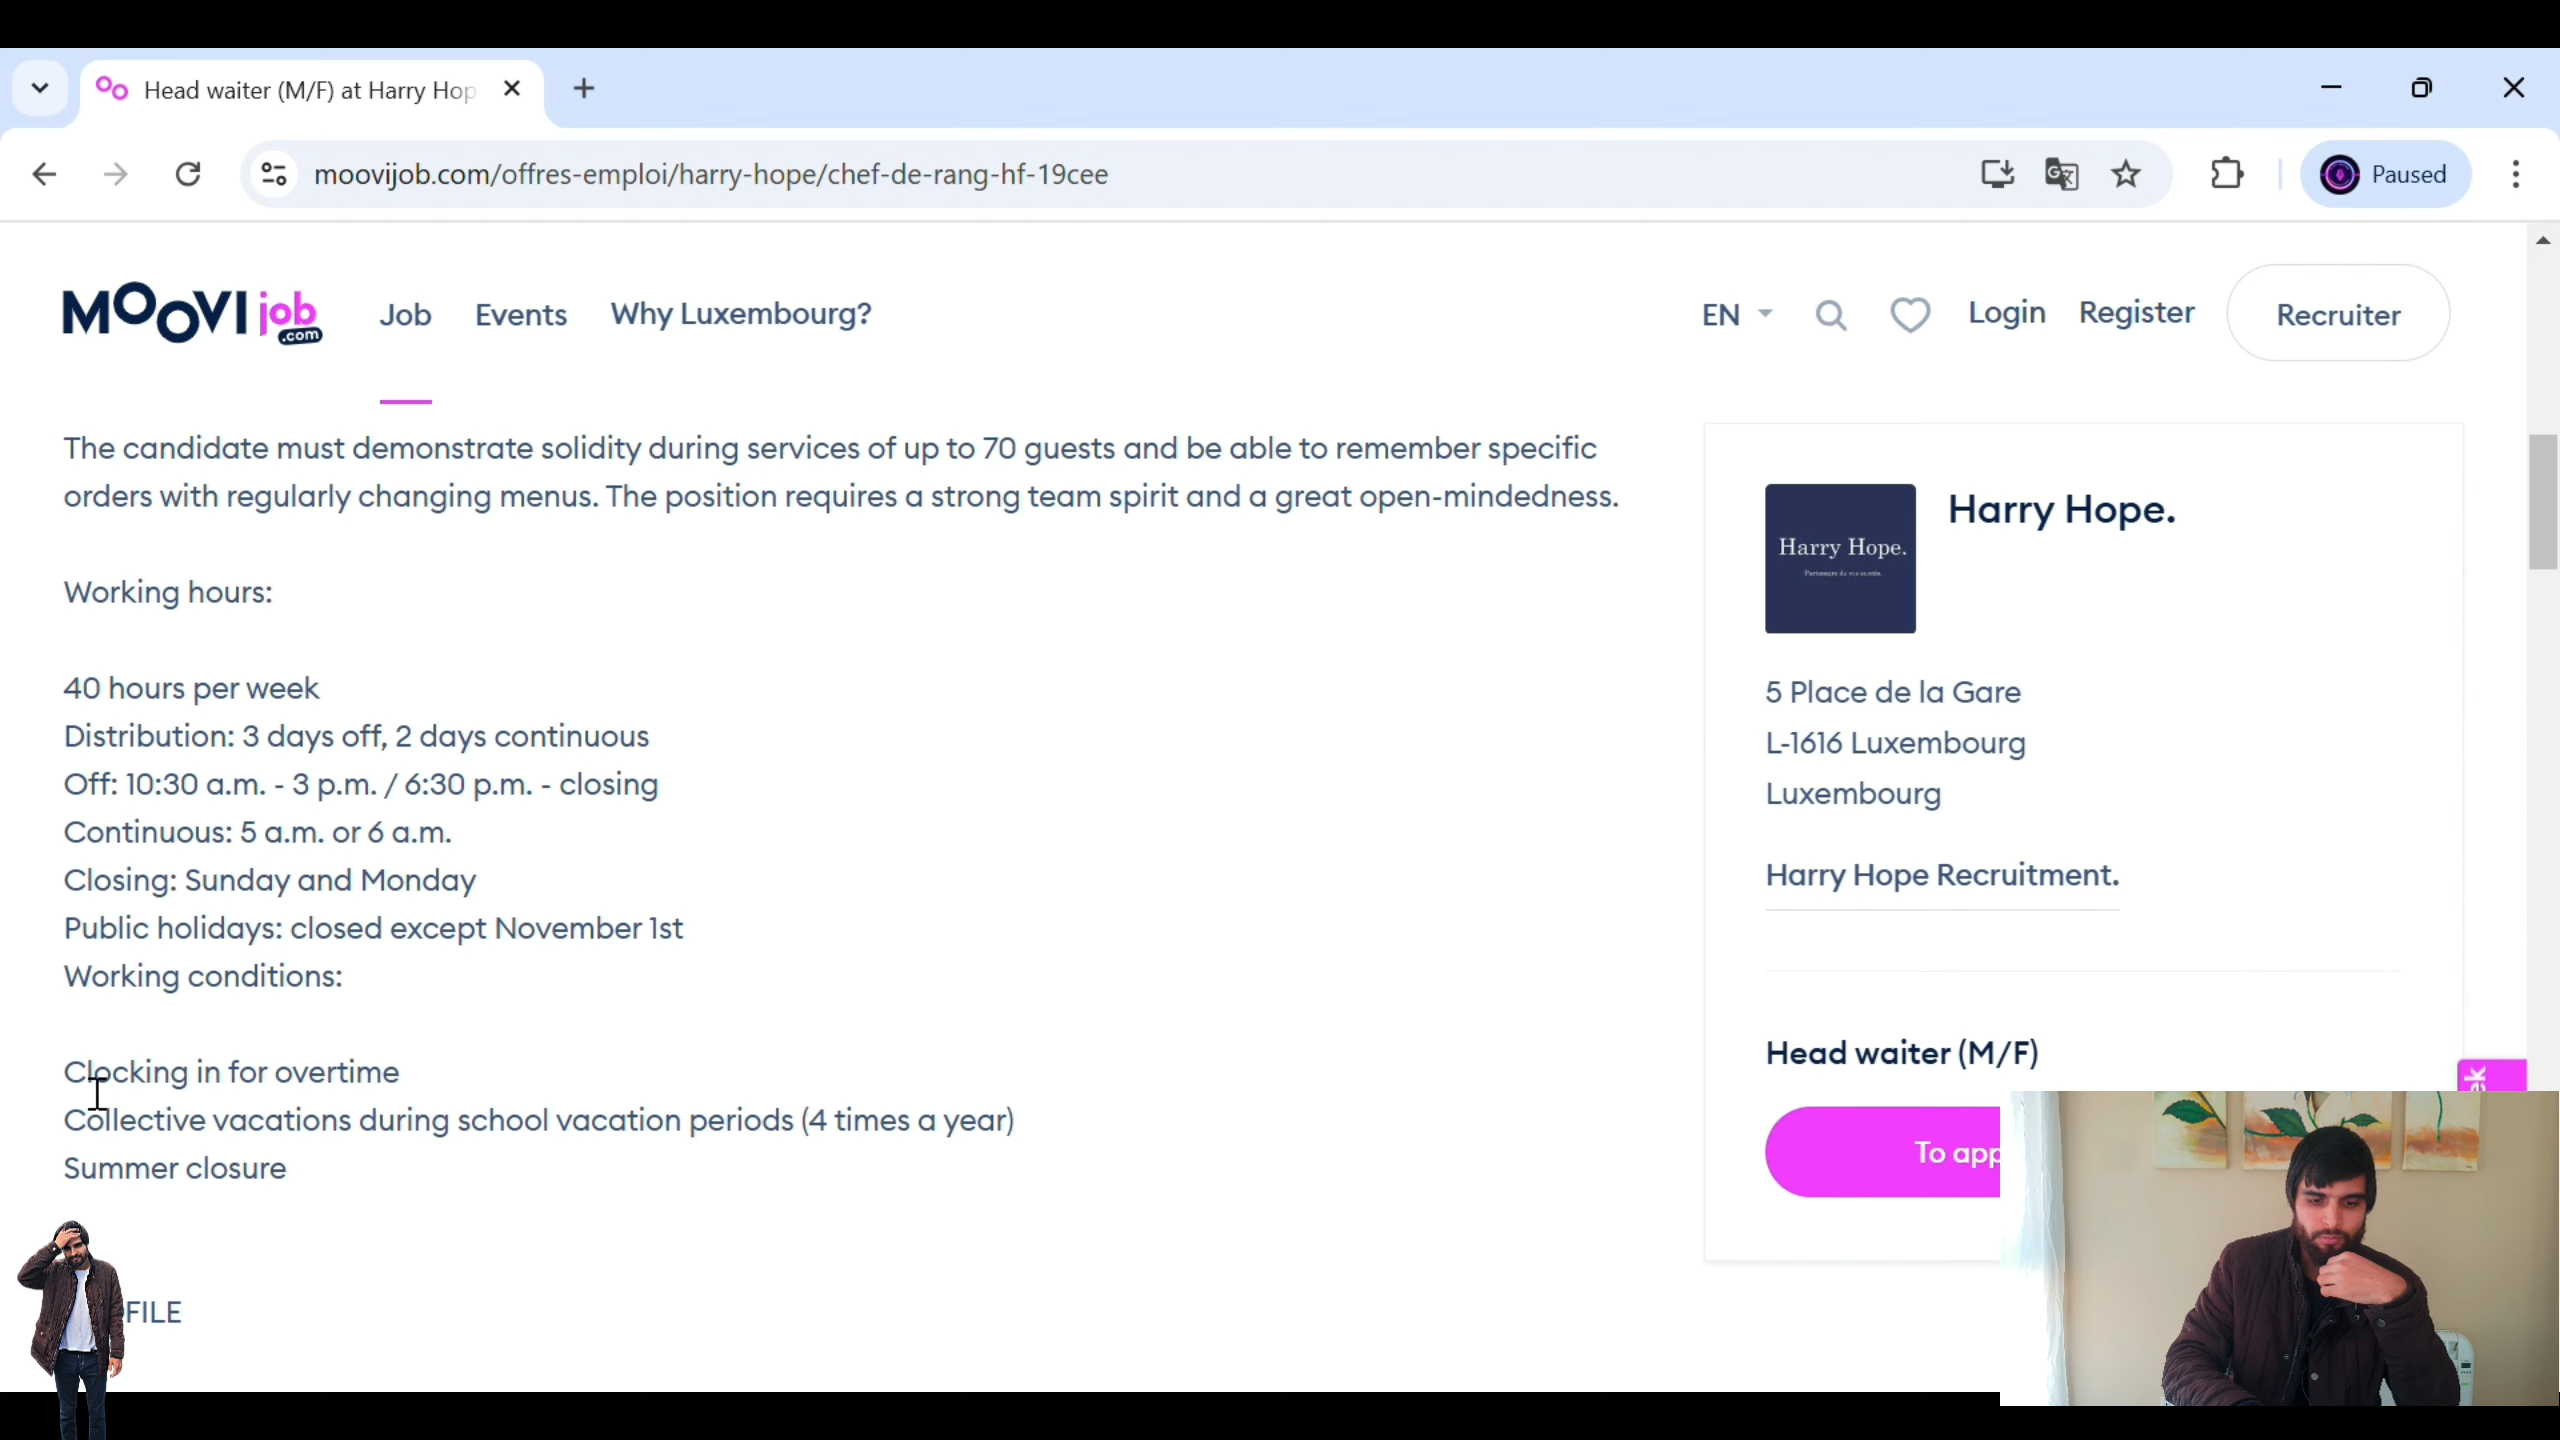 Head waiter (M/F) at Harry Hop
moovijob.com/offres-emploi/harry-hope/chef-de-rang-hf-19cee
Paused
MOOVI job .com
Job
Events
Why Luxembourg?
EN
Login
Register
Recruiter
The candidate must demonstrate solidity during services of up to 70 guests and be able to remember specific
orders with regularly changing menus. The position requires a strong team spirit and a great open-mindedness.
Working hours:
40 hours per week
Distribution: 3 days off, 2 days continuous
Off: 10:30 a.m. - 3 p.m. / 6:30 p.m. - closing
Continuous: 5 a.m. or 6 a.m.
Closing: Sunday and Monday
Public holidays: closed except November 1st
Working conditions:
Clocking in for overtime
Collective vacations during school vacation periods (4 times a year)
Summer closure
FILE
Harry Hope.
Harry Hope.
5 Place de la Gare
L-1616 Luxembourg
Luxembourg
Harry Hope Recruitment.
Head waiter (M/F)
To app